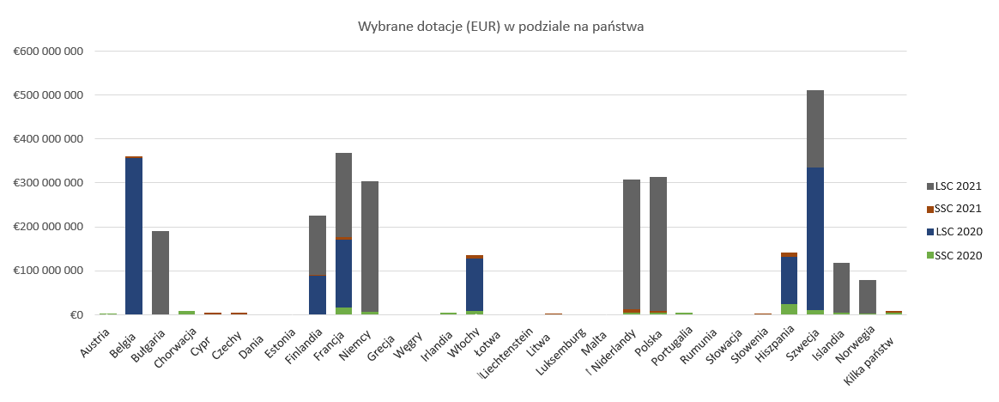 Wybrane dotacje (EUR) w podziale na państwa
€600 000 000
€500 000 000
€400 000 000
€300 000 000
€200 000 000
€100 000 000
€0
Austria
Belgia
Bułgaria
Chorwacja
Cypr
Czechy
Dania
Estonia
Finlandia
Francja
Niemcy
Grecja
Węgry
Irlandia
Włochy
Łotwa
Liechtenstein
Litwa
Luksemburg
Malta
Niderlandy
Polska
Portugalia
Rumunia
Słowacja
Słowenia
Hiszpania
Szwecja
Islandia
Norwegia
Kilka państw
LSC 2021
SSC 2021
LSC 2020
SSC 2020